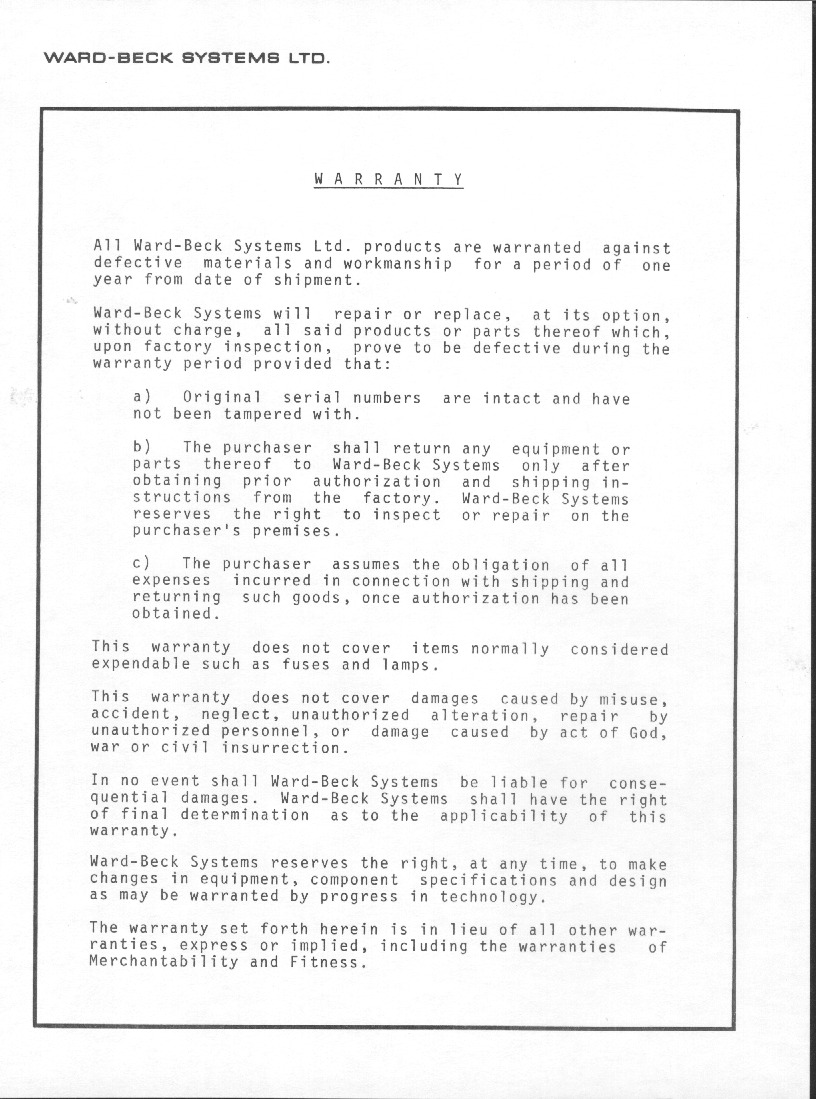 WARD-BECK SYSTEMS LTD.
W A R R A N T Y
All Ward-Beck Systems Ltd. products are warranted against
defective materials and workmanship for a period of one
year from date of shipment.
Ward-Beck Systems will repair or replace, at its option,
without charge, all said products or parts thereof which,
upon factory inspection, prove to be defective during the
warranty period provided that:
a) Original serial numbers are intact and have
not been tampered with.
b) The purchaser shall return any equipment or
parts thereof to Ward-Beck Systems only after
obtaining prior authorization and shipping in-
structions from the factory. Ward-Beck Systems
reserves the right to inspect or repair on the
purchaser's premises.
c) The purchaser assumes the obligation of all
expenses incurred in connection with shipping and
returning such goods, once authorization has been
obtained.
This warranty does not cover items normally considered
expendable such as fuses and lamps.
This warranty does not cover damages caused by misuse,
accident, neglect, unauthorized alteration, repair by
unauthorized personnel, or damage caused by act of God,
war or civil insurrection.
In no event shall Ward-Beck Systems be liable for conse-
quential damages. Ward-Beck Systems shall have the right
of final determination as to the applicability of this
warranty.
Ward-Beck Systems reserves the right, at any time, to make
changes in equipment, component specifications and design
as may be warranted by progress in technology.
The warranty set forth herein is in lieu of all other war-
ranties, express or implied, including the warranties of
Merchantability and Fitness.